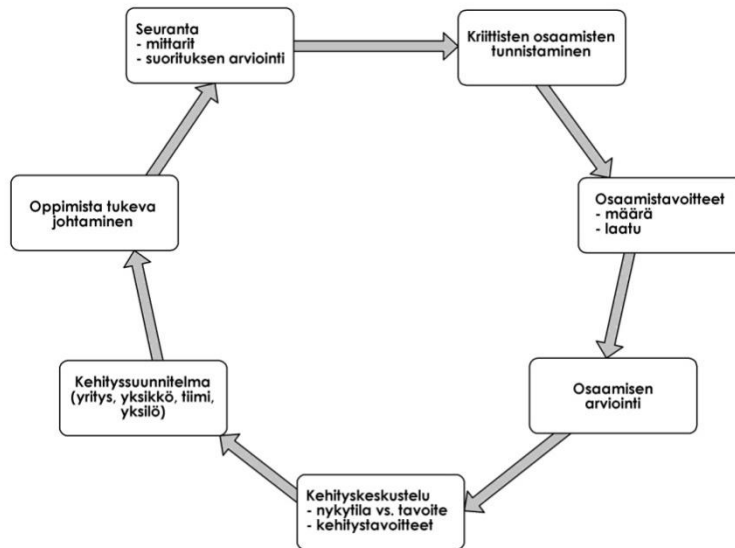 Seuranta
- mittarit
- suorituksen arviointi
Kriittisten osaamisten
tunnistaminen
Osaamistavoitteet
- määrä
- laatu
Osaamisen
arviointi
Kehityskeskustelu
- nykytila vs. tavoite
- kehitystavoitteet
Kehityssuunnitelma
(yritys, yksikkö, tiimi,
yksilö)
Oppimista tukeva
johtaminen